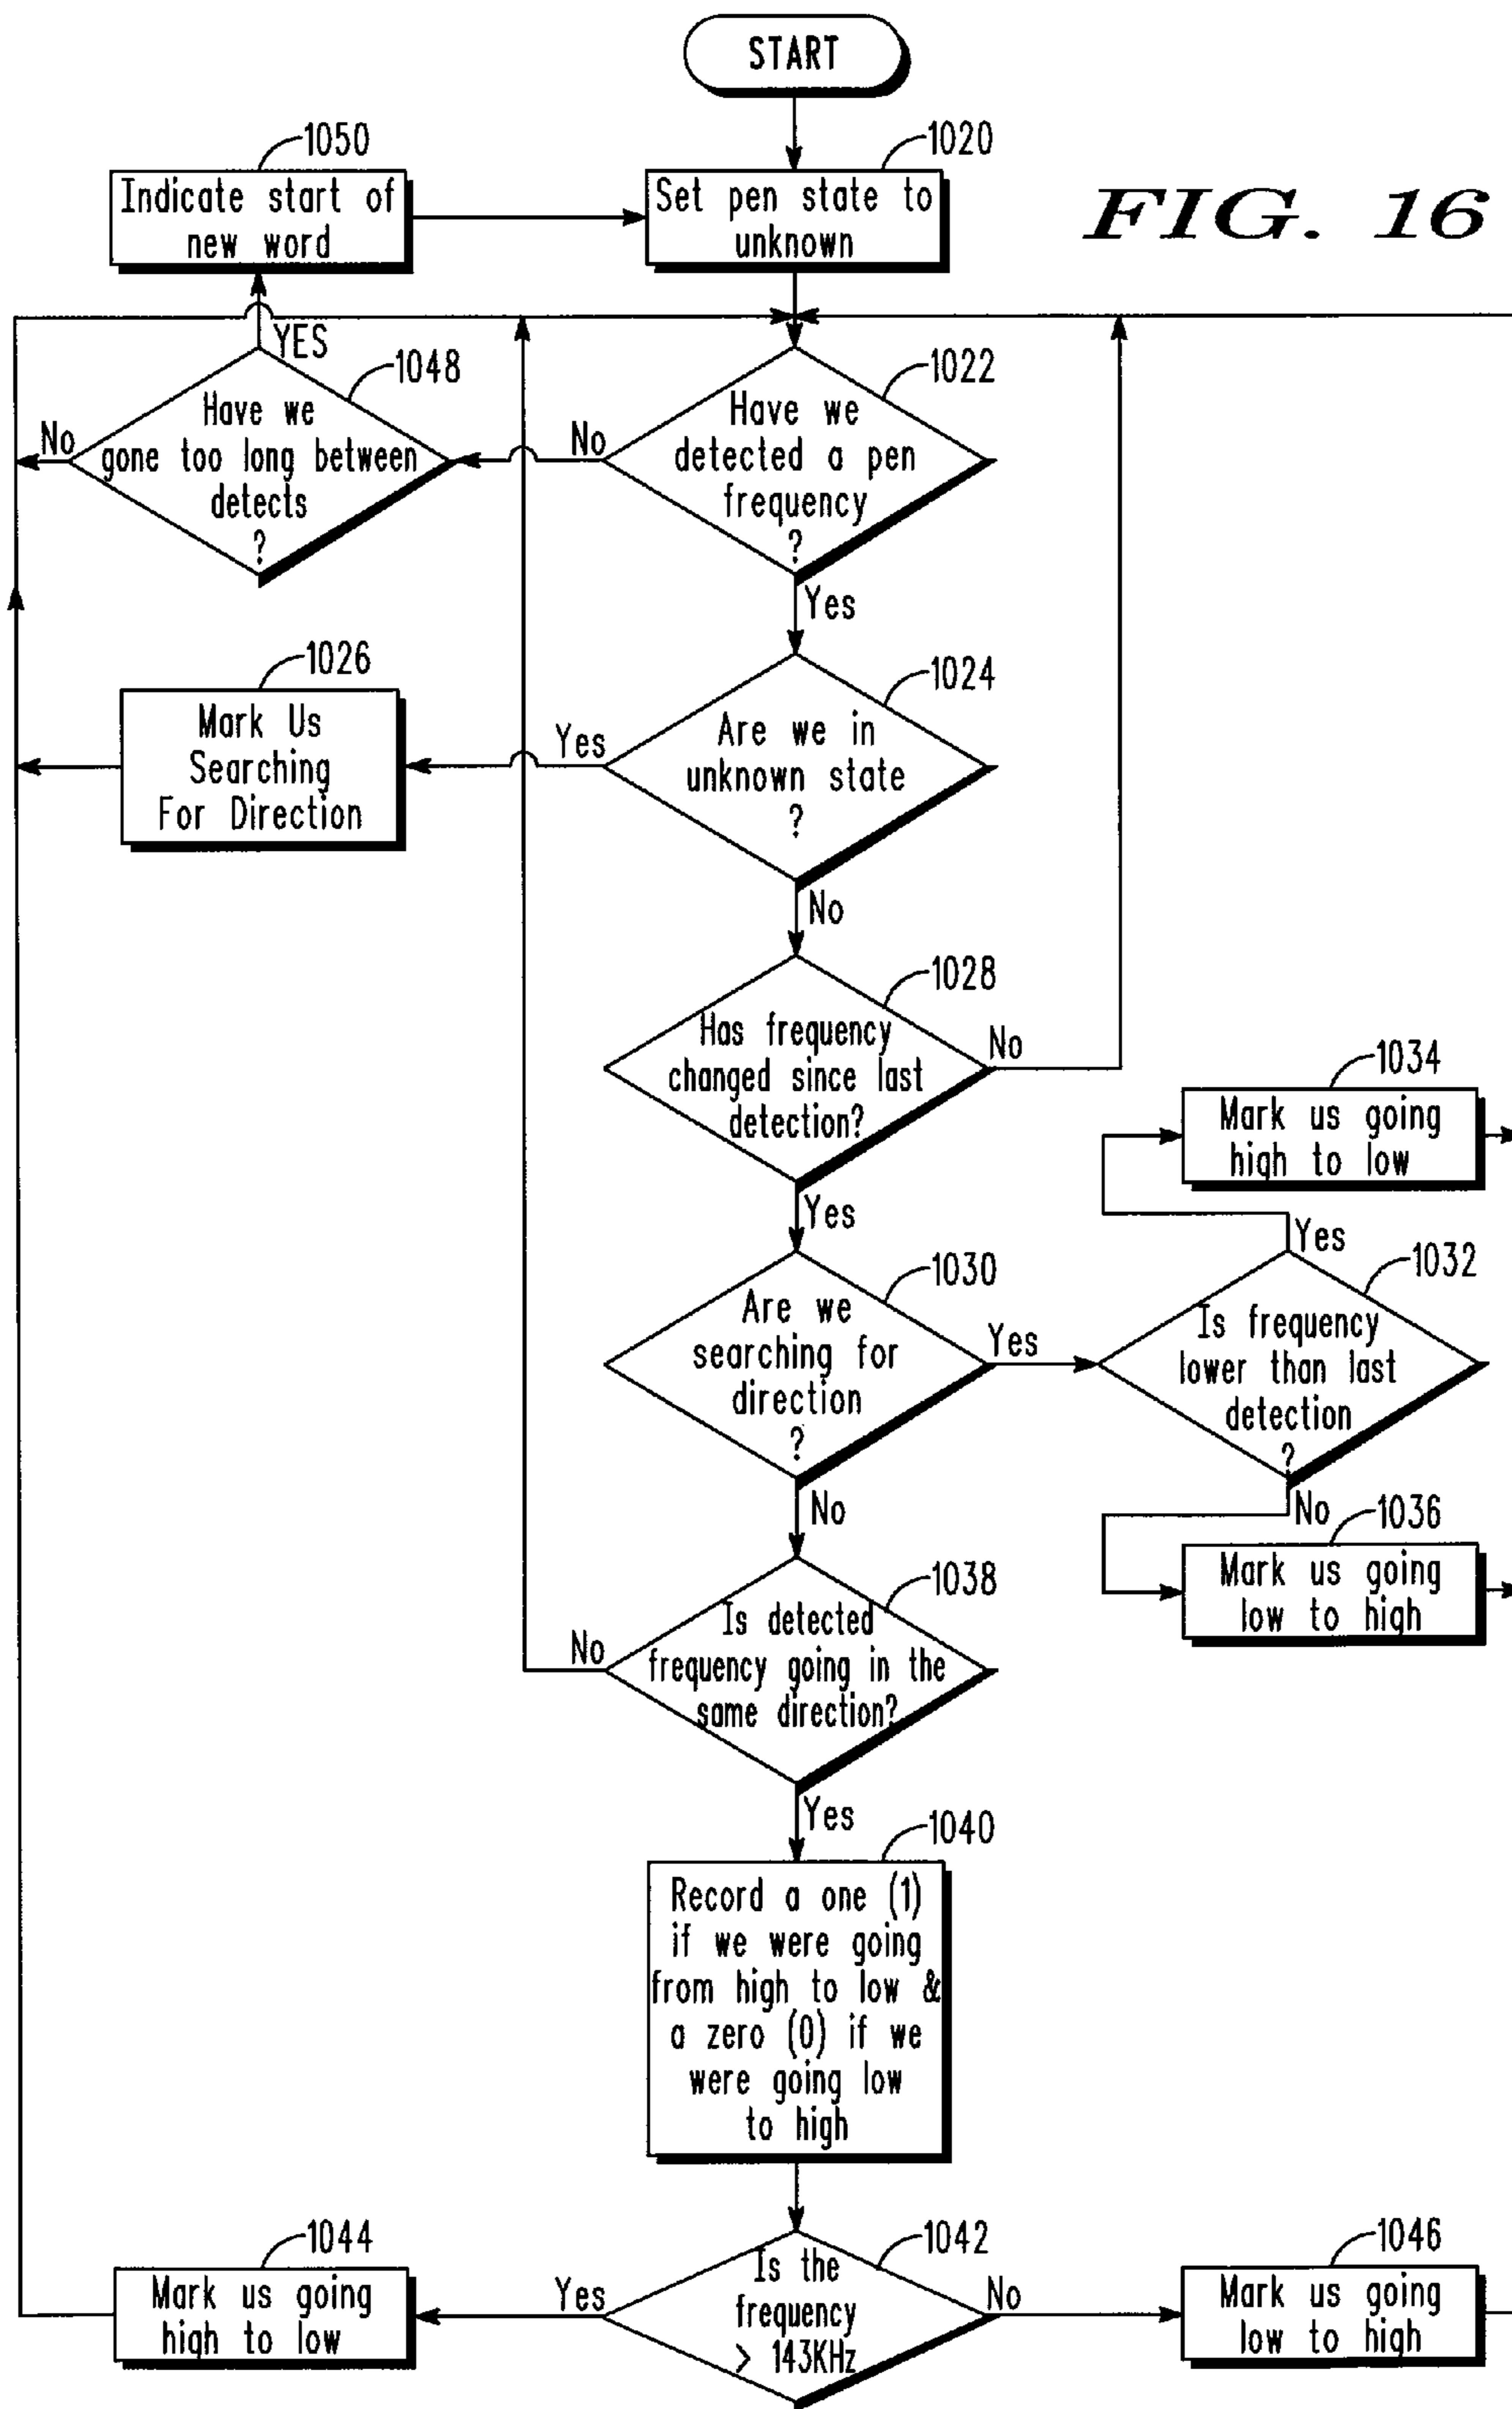 START
1050
1020
Indicate start of
new word
Set pen state to
unknown
FIG. 16
YES
1048
1022
Have we
gone too long between
detects
?
No
Have we
detected a pen
frequency
?
No
Yes
1026
1024
Mark Us
Searching
For Direction
Yes
Are we in
unknown state
?
No
1028
Has frequency
changed since last
detection?
No
1034
Mark us going
high to low
Yes
Yes
1030
1032
Are we
searching for
direction
?
Yes
Is frequency
lower than last
detection
?
No
No
1036
Mark us going
low to high
1038
Is detected
frequency going in the
same direction?
No
Yes
1040
Record a one (1)
if we were going
from high to low &
a zero (0) if we
were going low
to high
1044
1042
1046
Mark us going
high to low
Yes
Is the
frequency
> 143KHz
No
Mark us going
low to high